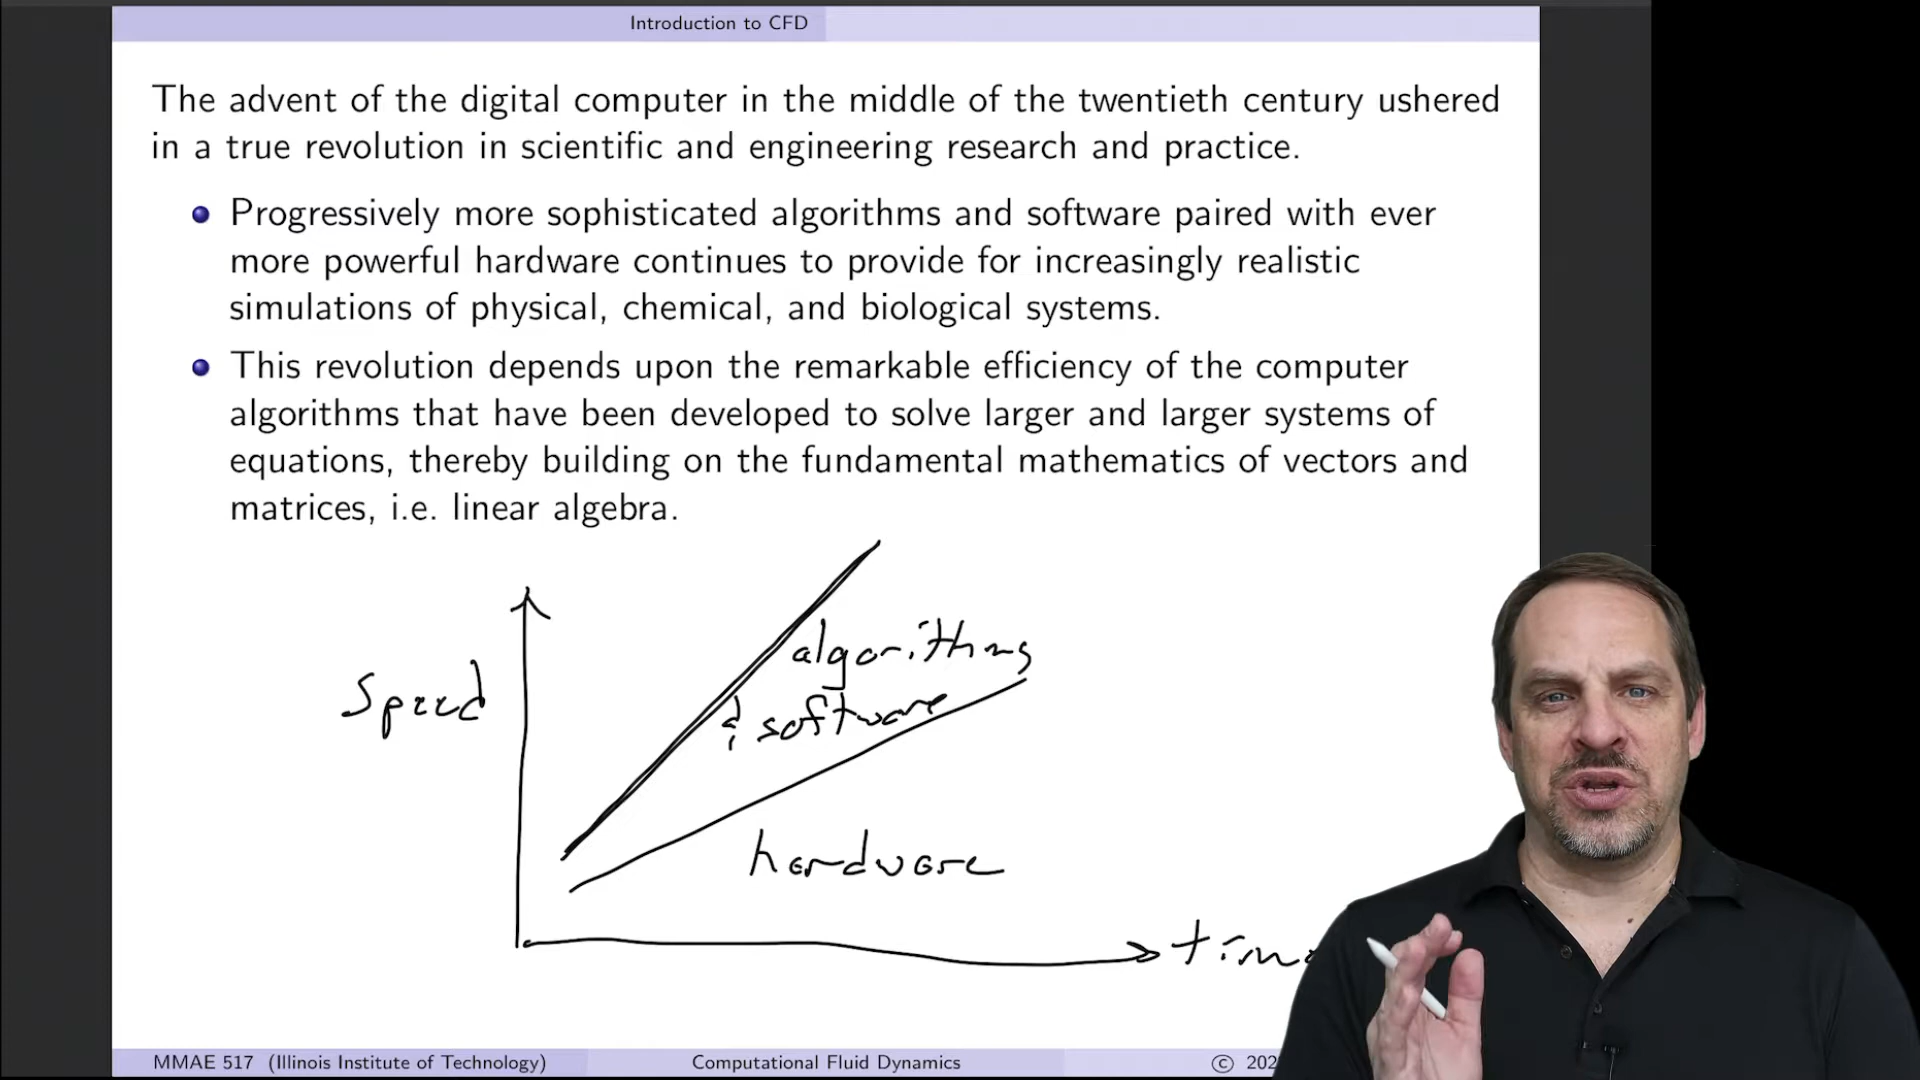 Introduction to CFD
The advent of the digital computer in the middle of the twentieth century ushered
in a true revolution in scientific and engineering research and practice.
Progressively more sophisticated algorithms and software paired with ever
more powerful hardware continues to provide for increasingly realistic
simulations of physical, chemical, and biological systems.
This revolution depends upon the remarkable efficiency of the computer
algorithms that have been developed to solve larger and larger systems of
equations, thereby building on the fundamental mathematics of vectors and
matrices, i.e. linear algebra.
Speed
algorithms
& software
hardware
time
MMAE 517 (Illinois Institute of Technology)
Computational Fluid Dynamics
© 202